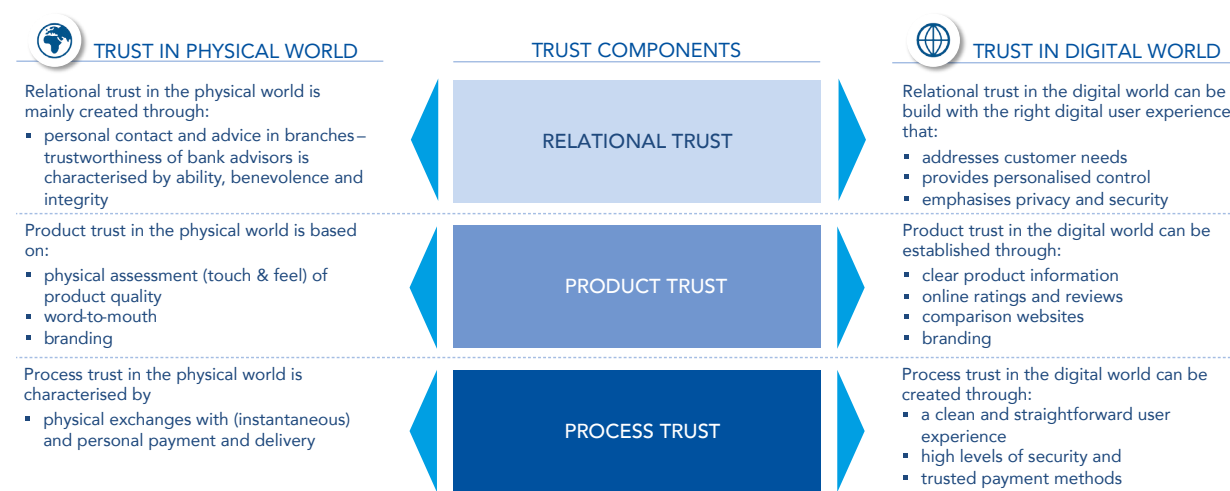 TRUST IN PHYSICAL WORLD
TRUST COMPONENTS
TRUST IN DIGITAL WORLD
Relational trust in the physical world is
mainly created through:
▪ personal contact and advice in branches –
trustworthiness of bank advisors is
characterised by ability, benevolence and
integrity
RELATIONAL TRUST
Relational trust in the digital world can be
build with the right digital user experience
that:
▪ addresses customer needs
▪ provides personalised control
▪ emphasises privacy and security
Product trust in the physical world is based
on:
▪ physical assessment (touch & feel) of
product quality
▪ word-to-mouth
▪ branding
PRODUCT TRUST
Product trust in the digital world can be
established through:
▪ clear product information
▪ online ratings and reviews
▪ comparison websites
▪ branding
Process trust in the physical world is
characterised by
▪ physical exchanges with (instantaneous)
and personal payment and delivery
PROCESS TRUST
Process trust in the digital world can be
created through:
▪ a clean and straightforward user
experience
▪ high levels of security and
▪ trusted payment methods